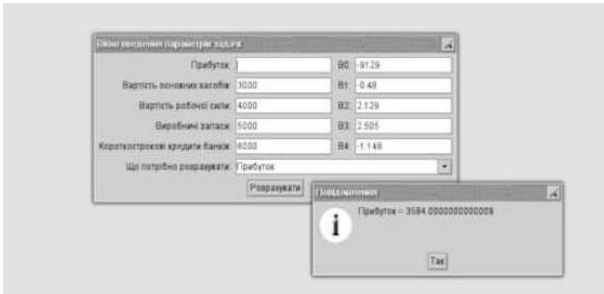 Вікно введення параметрів задачі
Прибуток: B0: -9129
Вартість основних засобів: 3000 B1: -0.48
Вартість робочої сили: 4000 B2: 2.129
Виробничі запаси: 5000 B3: 2.505
Короткострокові кредити банків: 6000 B4: -1.148
Що потрібно розрахувати: Прибуток
Розрахувати
Повідомлення
Прибуток = 3584.0000000000009
Так